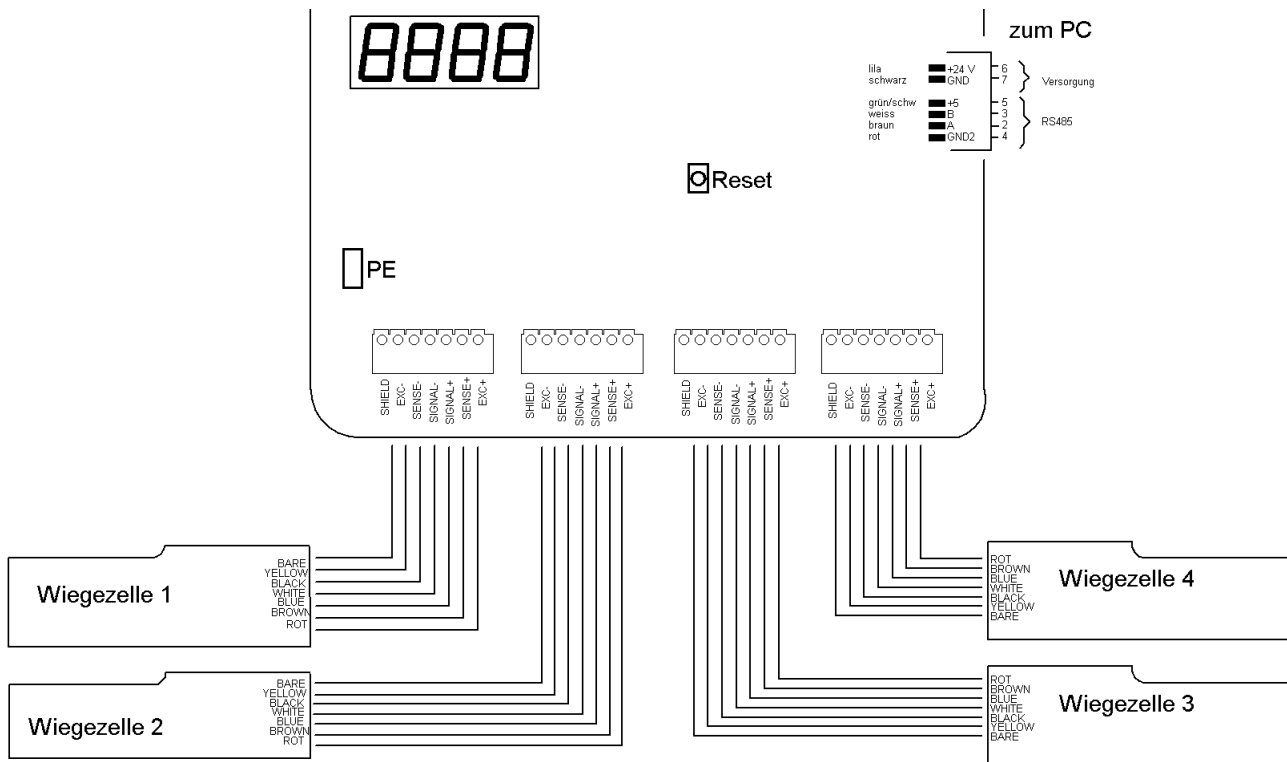 8888
zum PC
lila +24 V 6
schwarz GND 7
Versorgung
grün/schw +5 5
weiss B 3
braun A 2
rot GND2 4
RS485
Reset
PE
SHIELD EXC- SENSE- SIGNAL- SIGNAL+ SENSE+ EXC+
SHIELD EXC- SENSE- SIGNAL- SIGNAL+ SENSE+ EXC+
SHIELD EXC- SENSE- SIGNAL- SIGNAL+ SENSE+ EXC+
SHIELD EXC- SENSE- SIGNAL- SIGNAL+ SENSE+ EXC+
Wiegezelle 1
BARE
YELLOW
BLACK
WHITE
BLUE
BROWN
ROT
Wiegezelle 4
ROT
BROWN
BLUE
WHITE
BLACK
YELLOW
BARE
Wiegezelle 2
BARE
YELLOW
BLACK
WHITE
BLUE
BROWN
ROT
Wiegezelle 3
ROT
BROWN
BLUE
WHITE
BLACK
YELLOW
BARE